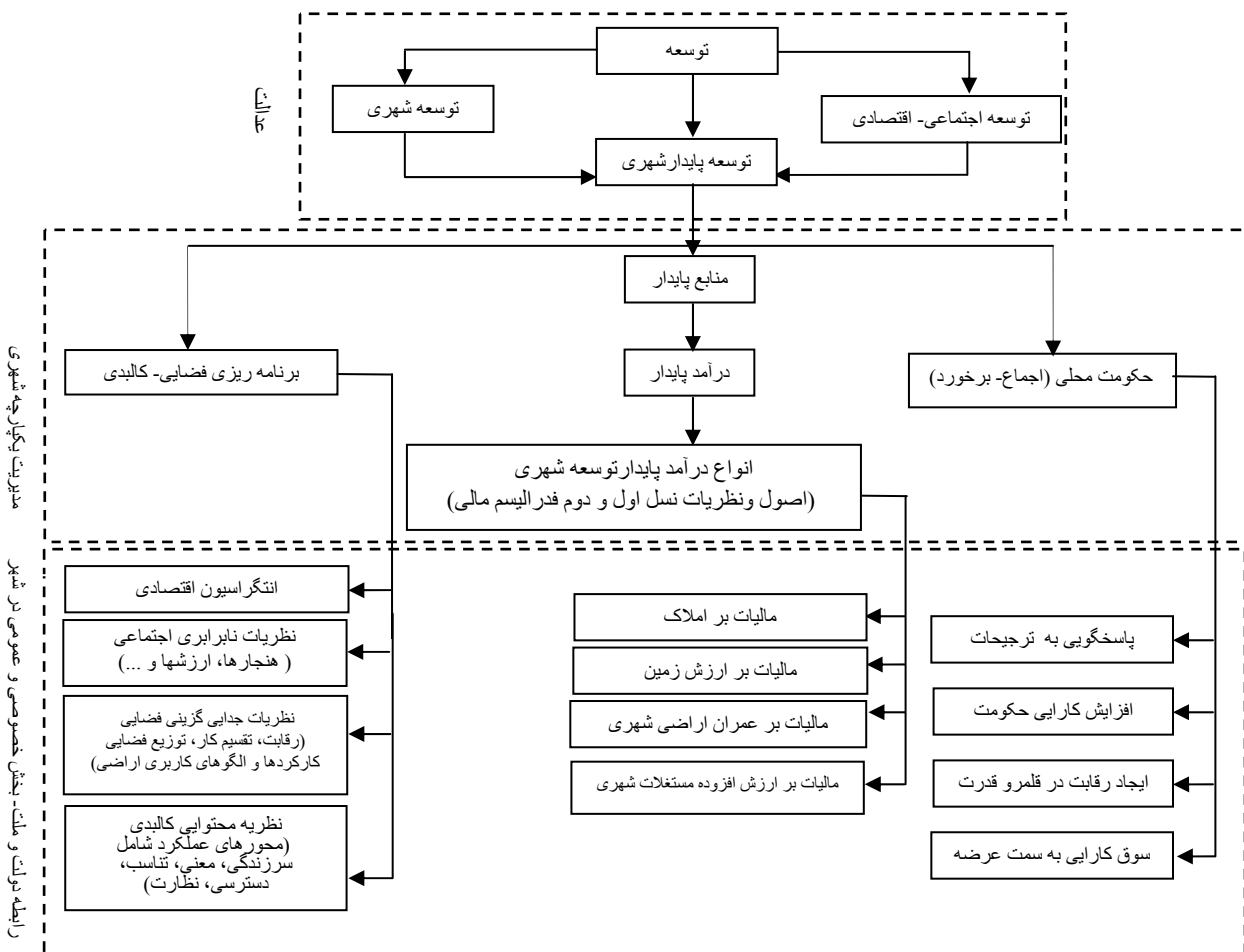 توسعه
توسعه اجتماعی- اقتصادی
توسعه شهری
عدالت
توسعه پایدارشهری
منابع پایدار
حکومت محلی (اجماع- برخورد)
درآمد پایدار
برنامه ریزی فضایی- کالبدی
مدیریت یکپارچه شهری
انواع درآمد پایدارتوسعه شهری
(اصول ونظریات نسل اول و دوم فدرالیسم مالی)
پاسخگویی به ترجیحات
افزایش کارایی حکومت
ایجاد رقابت در قلمرو قدرت
سوق کارایی به سمت عرضه
مالیات بر املاک
مالیات بر ارزش زمین
مالیات بر عمران اراضی شهری
مالیات بر ارزش افزوده مستغلات شهری
انتگراسیون اقتصادی
نظریات نابرابری اجتماعی
( هنجارها، ارزشها و ...)
نظریات جدایی گزینی فضایی
(رقابت، تقسیم کار، توزیع فضایی
کارکردها و الگوهای کاربری اراضی)
نظریه محتوایی کالبدی
(محورهای عملکرد شامل
سرزندگی، معنی، تناسب،
دسترسی، نظارت)
رابطه دولت و ملت- بخش خصوصی و عمومی در شهر